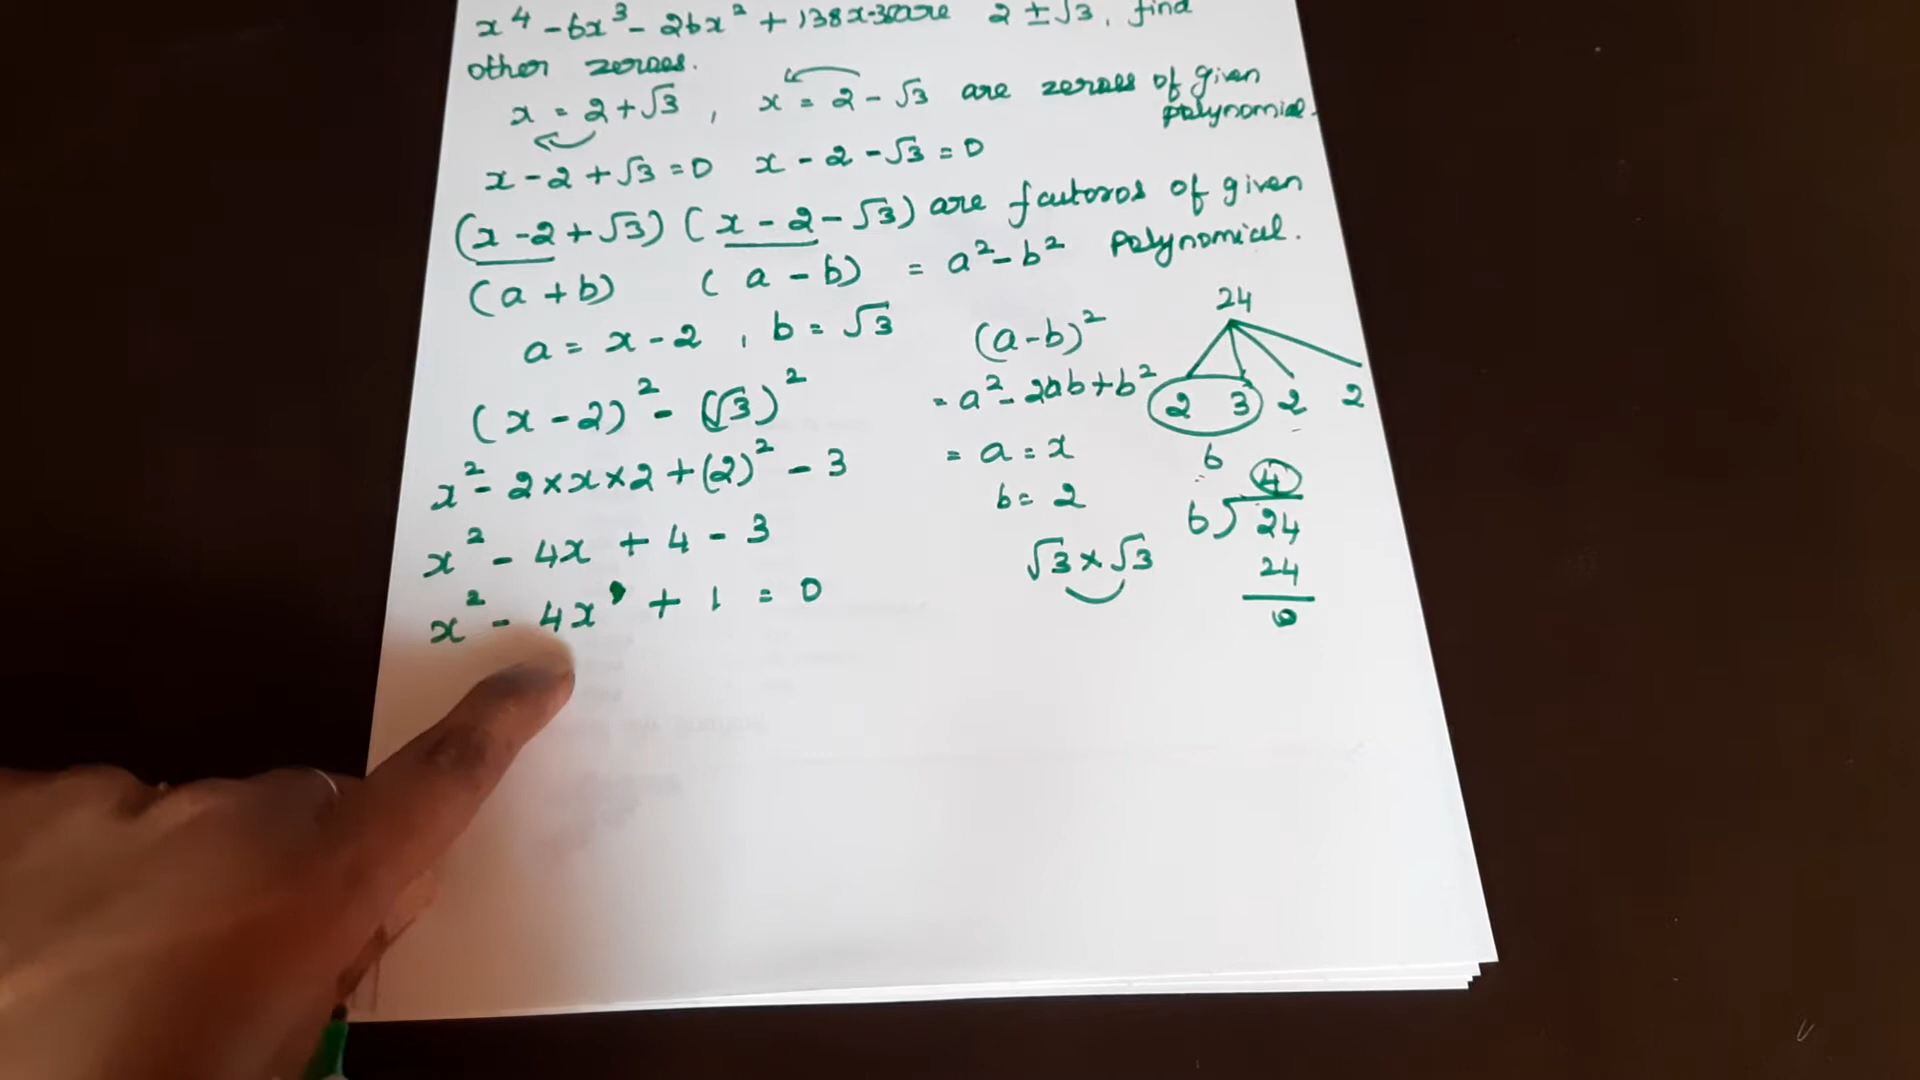 x⁴ - 6x³ - 26x² + 138x-35 are 2 ± √3, find
other zeroes.
x = 2 + √3 , x = 2 - √3 are zeroes of given
polynomial.
x - 2 + √3 = 0 x - 2 - √3 = 0
(x - 2 + √3) (x - 2 - √3) are factors of given
polynomial.
(a + b) (a - b) = a² - b²
a = x - 2 , b = √3
(x - 2)² - (√3)²
x² - 2 × x × 2 + (2)² - 3
x² - 4x + 4 - 3
x² - 4x + 1 = 0
(a - b)²
= a² - 2ab + b²
= a = x
b = 2
√3 × √3
24
2 3 2 2
6
4
6) 24
24
0